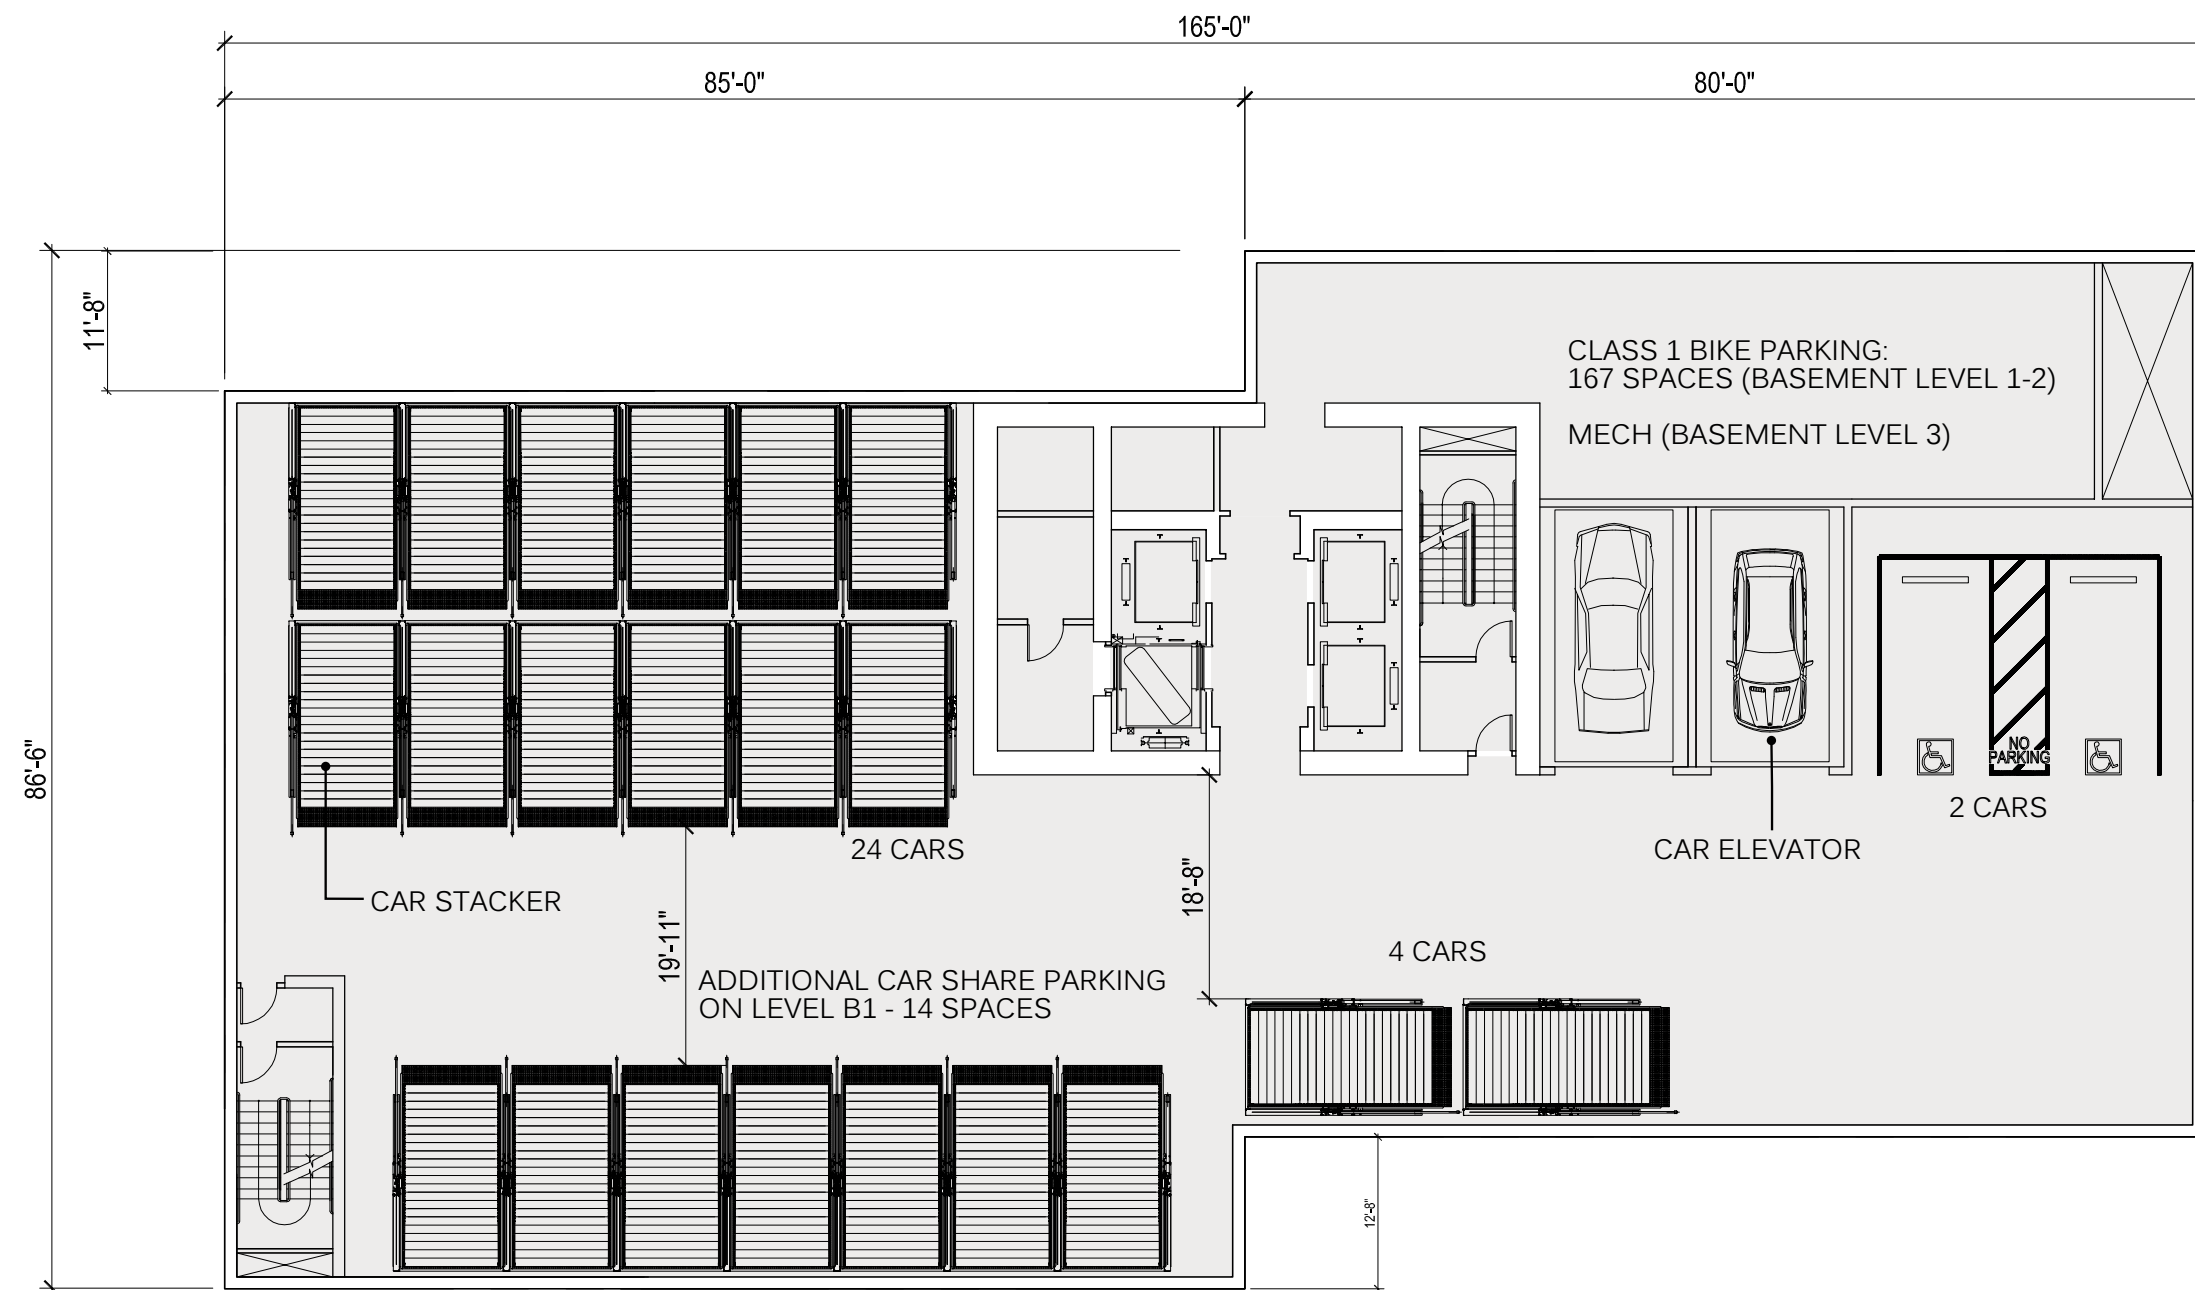 165'-0"
85'-0"
80'-0"
11'-8"
86'-6"
CLASS 1 BIKE PARKING:
167 SPACES (BASEMENT LEVEL 1-2)
MECH (BASEMENT LEVEL 3)
NO
PARKING
2 CARS
24 CARS
CAR ELEVATOR
CAR STACKER
18'-8"
19'-11"
4 CARS
ADDITIONAL CAR SHARE PARKING
ON LEVEL B1 - 14 SPACES
12'-8"